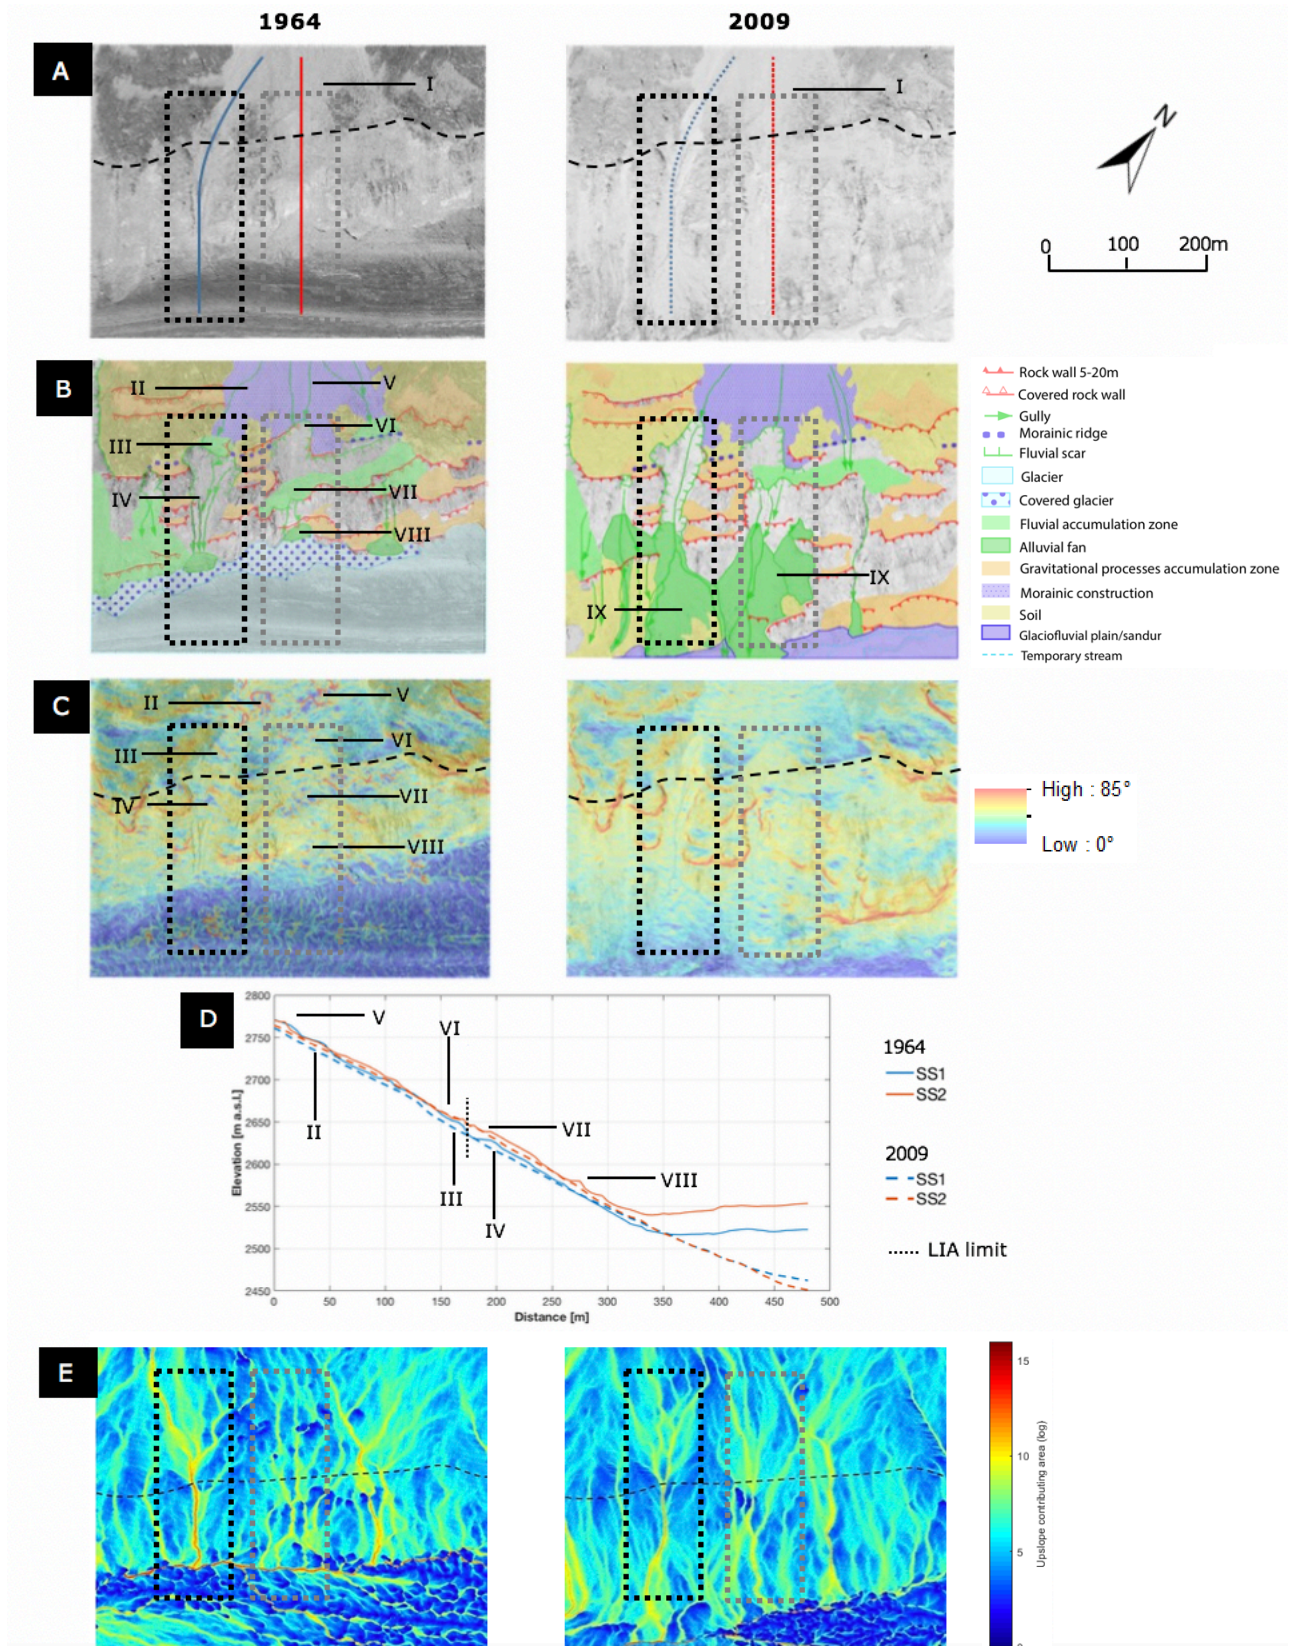 1964
2009
A
I
I
N
0 100 200m
B
II
V
III
VI
IV
VII
VIII
IX
IX
Rock wall 5-20m
Covered rock wall
Gully
Morainic ridge
Fluvial scar
Glacier
Covered glacier
Fluvial accumulation zone
Alluvial fan
Gravitational processes accumulation zone
Morainic construction
Soil
Glaciofluvial plain/sandur
Temporary stream
C
II
V
III
VI
IV
VII
VIII
High : 85°
Low : 0°
D
2800
2750
2700
2650
2600
2550
2500
2450
Elevation [m a.s.l.]
V
VI
II
VII
III
VIII
IV
0 50 100 150 200 250 300 350 400 450 500
Distance [m]
1964
SS1
SS2
2009
SS1
SS2
LIA limit
E
15
10
5
Upslope contributing area (log)